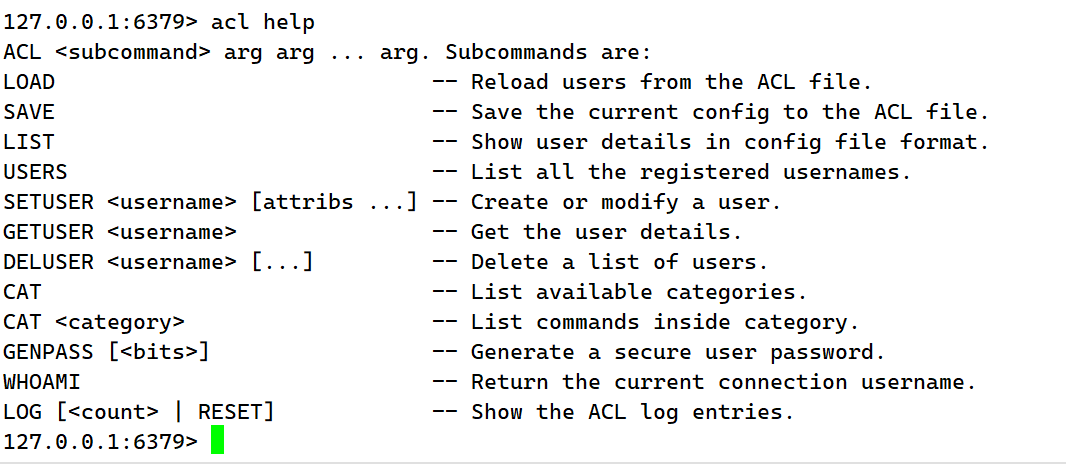 127.0.0.1:6379> acl help
ACL <subcommand> arg arg ... arg. Subcommands are:
LOAD                             -- Reload users from the ACL file.
SAVE                             -- Save the current config to the ACL file.
LIST                             -- Show user details in config file format.
USERS                            -- List all the registered usernames.
SETUSER <username> [attribs ...] -- Create or modify a user.
GETUSER <username>               -- Get the user details.
DELUSER <username> [...]         -- Delete a list of users.
CAT                              -- List available categories.
CAT <category>                   -- List commands inside category.
GENPASS [<bits>]                 -- Generate a secure user password.
WHOAMI                           -- Return the current connection username.
LOG [<count> | RESET]            -- Show the ACL log entries.
127.0.0.1:6379>